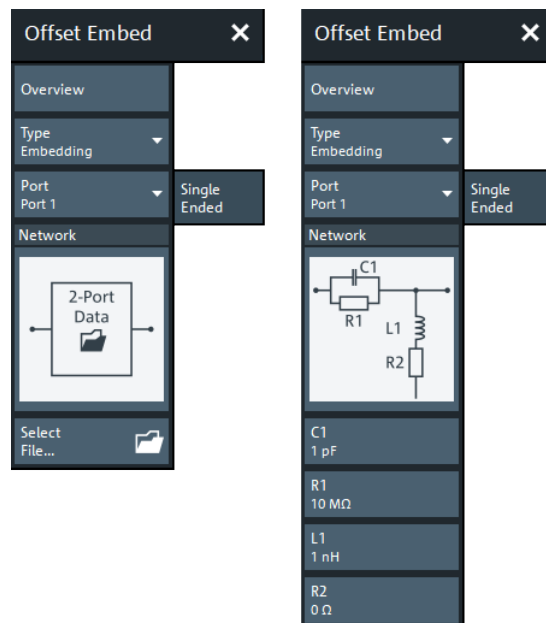 Offset Embed
Overview
Type
Embedding
Port
Port 1
Single
Ended
Network
2-Port
Data
Select
File...
Offset Embed
Overview
Type
Embedding
Port
Port 1
Single
Ended
Network
C1
R1
L1
R2
C1
1 pF
R1
10 MΩ
L1
1 nH
R2
0 Ω